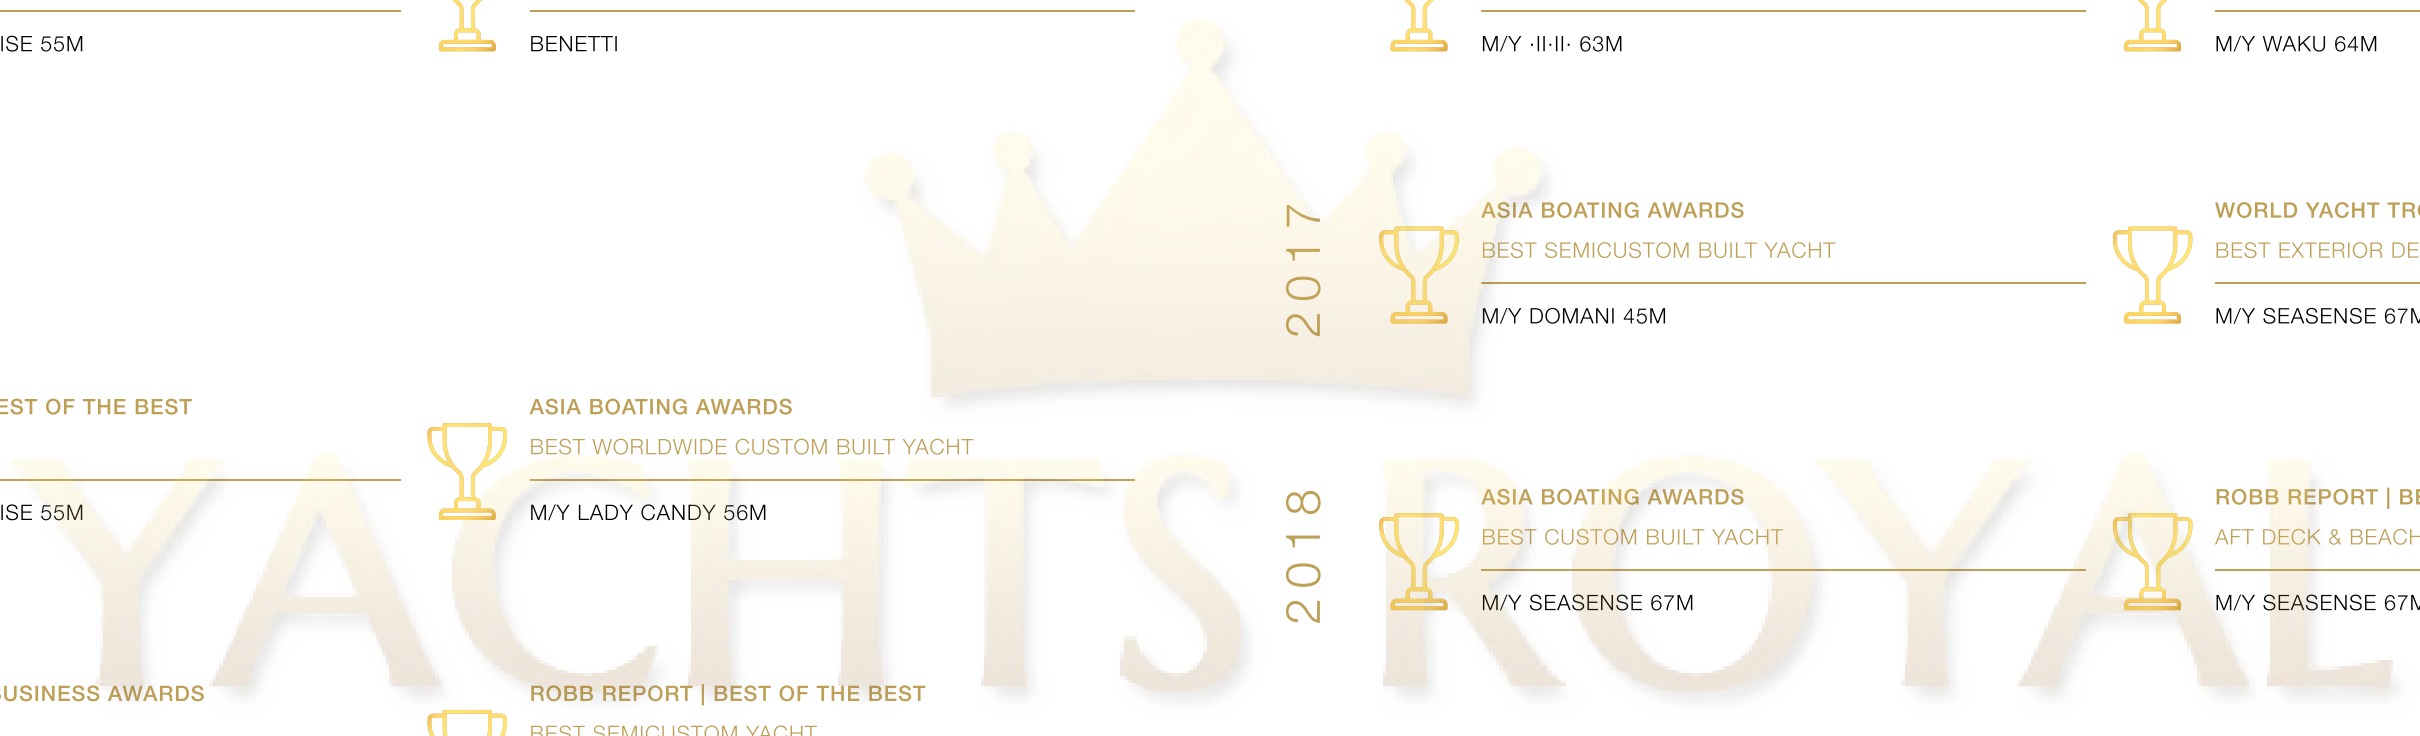 ISE 55M
BENETTI
M/Y ·II·II· 63M
M/Y WAKU 64M
2017
ASIA BOATING AWARDS
BEST SEMICUSTOM BUILT YACHT
M/Y DOMANI 45M
WORLD YACHT TRO
BEST EXTERIOR DE
M/Y SEASENSE 67M
EST OF THE BEST
ISE 55M
ASIA BOATING AWARDS
BEST WORLDWIDE CUSTOM BUILT YACHT
M/Y LADY CANDY 56M
2018
ASIA BOATING AWARDS
BEST CUSTOM BUILT YACHT
M/Y SEASENSE 67M
ROBB REPORT | BE
AFT DECK & BEACH
M/Y SEASENSE 67M
YACHTS ROYAL
BUSINESS AWARDS
ROBB REPORT | BEST OF THE BEST
BEST SEMICUSTOM YACHT